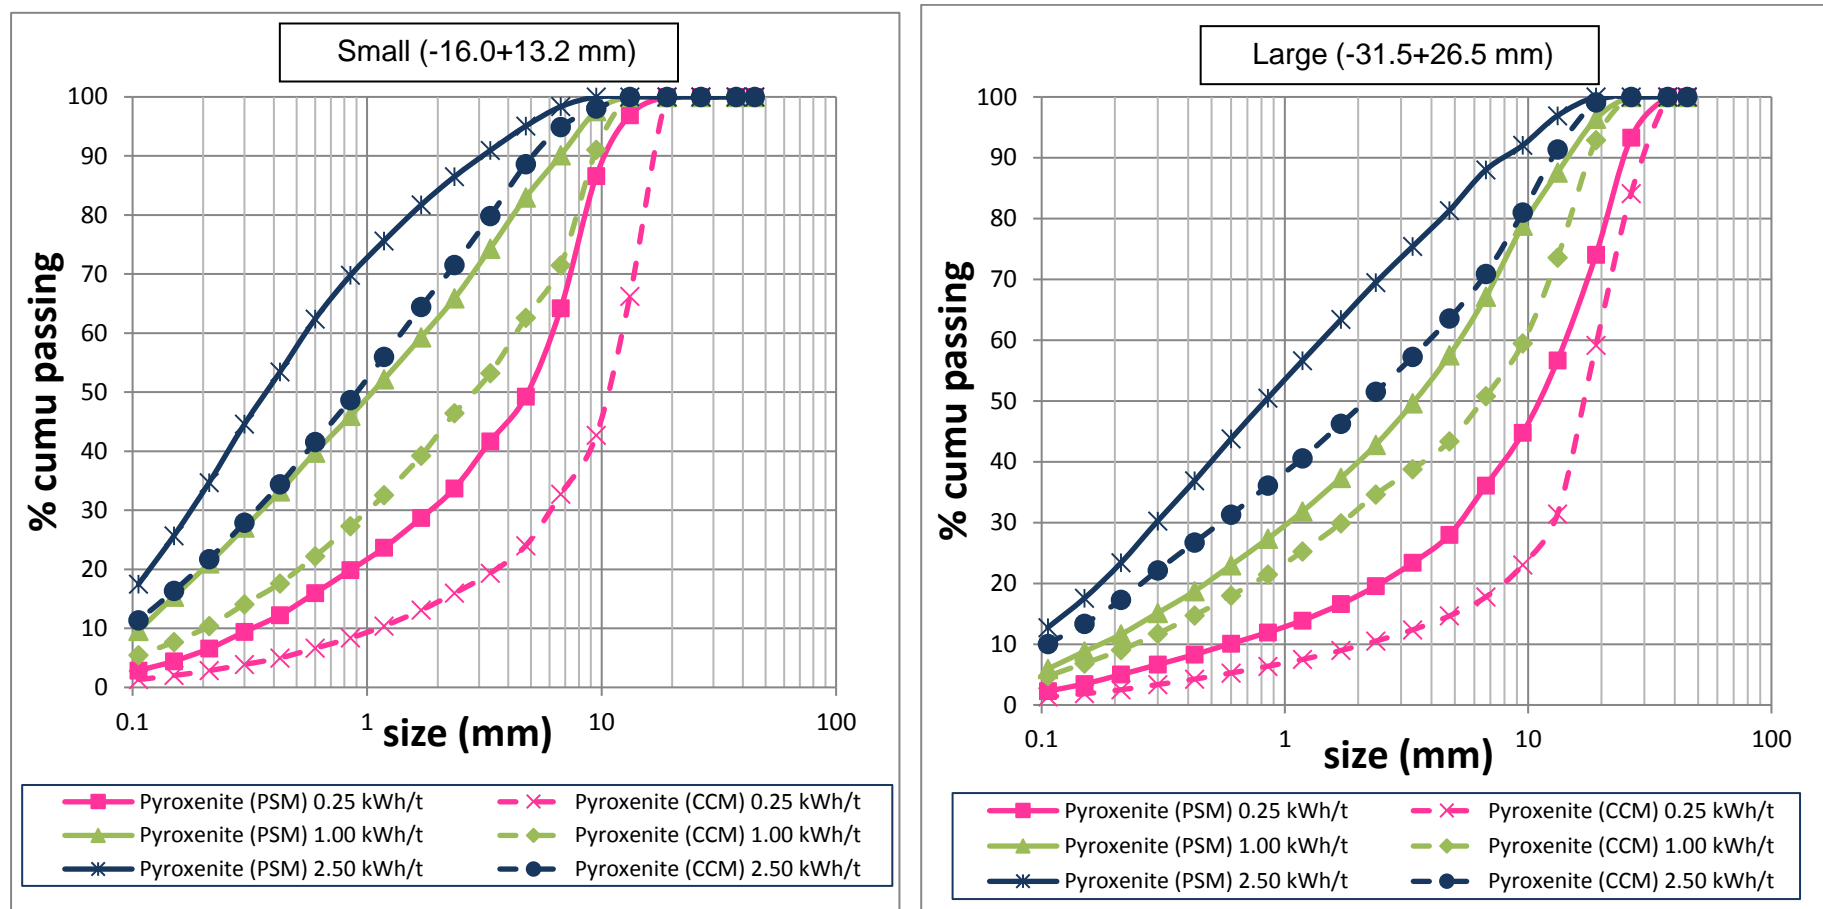 Small (-16.0+13.2 mm)
100
90
80
70
60
50
40
30
20
10
0
% cumu passing
0.1 1 10 100
size (mm)
Pyroxenite (PSM) 0.25 kWh/t Pyroxenite (CCM) 0.25 kWh/t
Pyroxenite (PSM) 1.00 kWh/t Pyroxenite (CCM) 1.00 kWh/t
Pyroxenite (PSM) 2.50 kWh/t Pyroxenite (CCM) 2.50 kWh/t
Large (-31.5+26.5 mm)
100
90
80
70
60
50
40
30
20
10
0
% cumu passing
0.1 1 10 100
size (mm)
Pyroxenite (PSM) 0.25 kWh/t Pyroxenite (CCM) 0.25 kWh/t
Pyroxenite (PSM) 1.00 kWh/t Pyroxenite (CCM) 1.00 kWh/t
Pyroxenite (PSM) 2.50 kWh/t Pyroxenite (CCM) 2.50 kWh/t